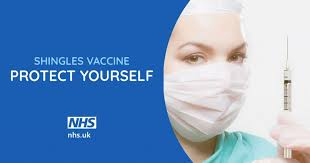 SHINGLES VACCINE
PROTECT YOURSELF
NHS
nhs.uk